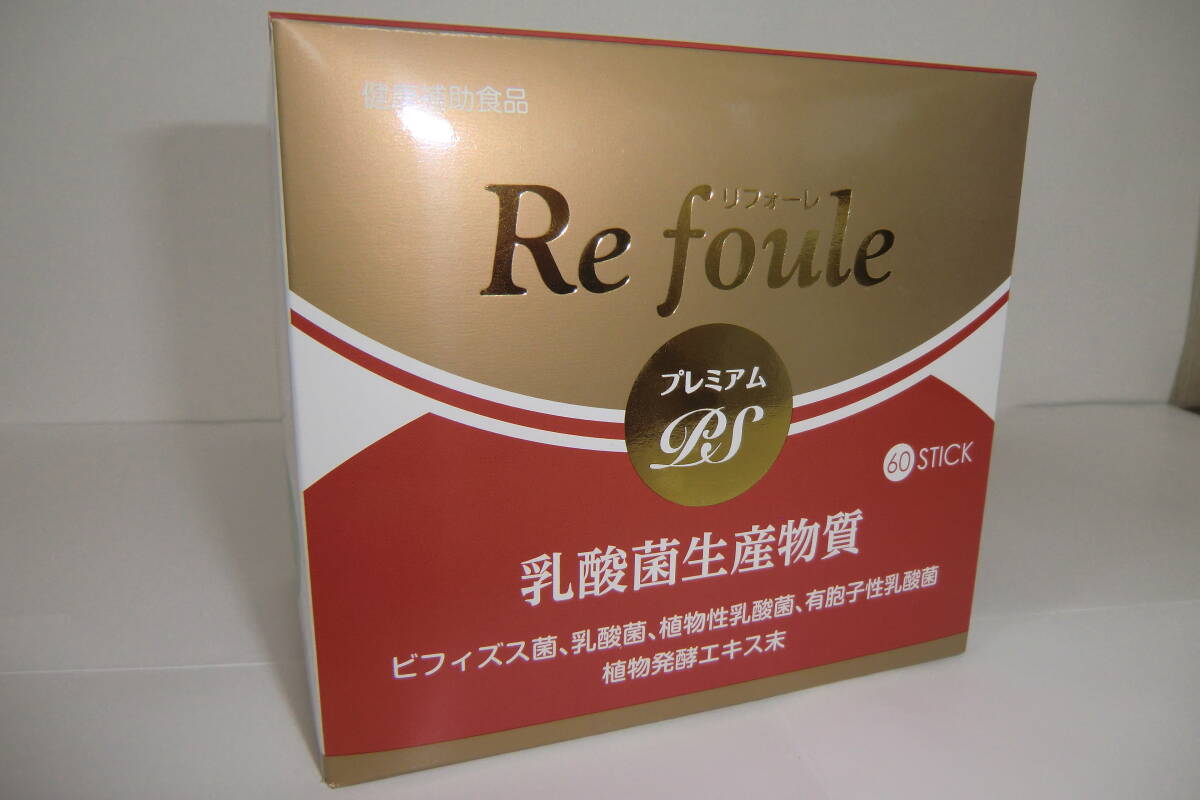 健康補助食品
リフォーレ
Re foule
プレミアム
PS
60 STICK
乳酸菌生産物質
ビフィズス菌、乳酸菌、植物性乳酸菌、有胞子性乳酸菌
植物発酵エキス末